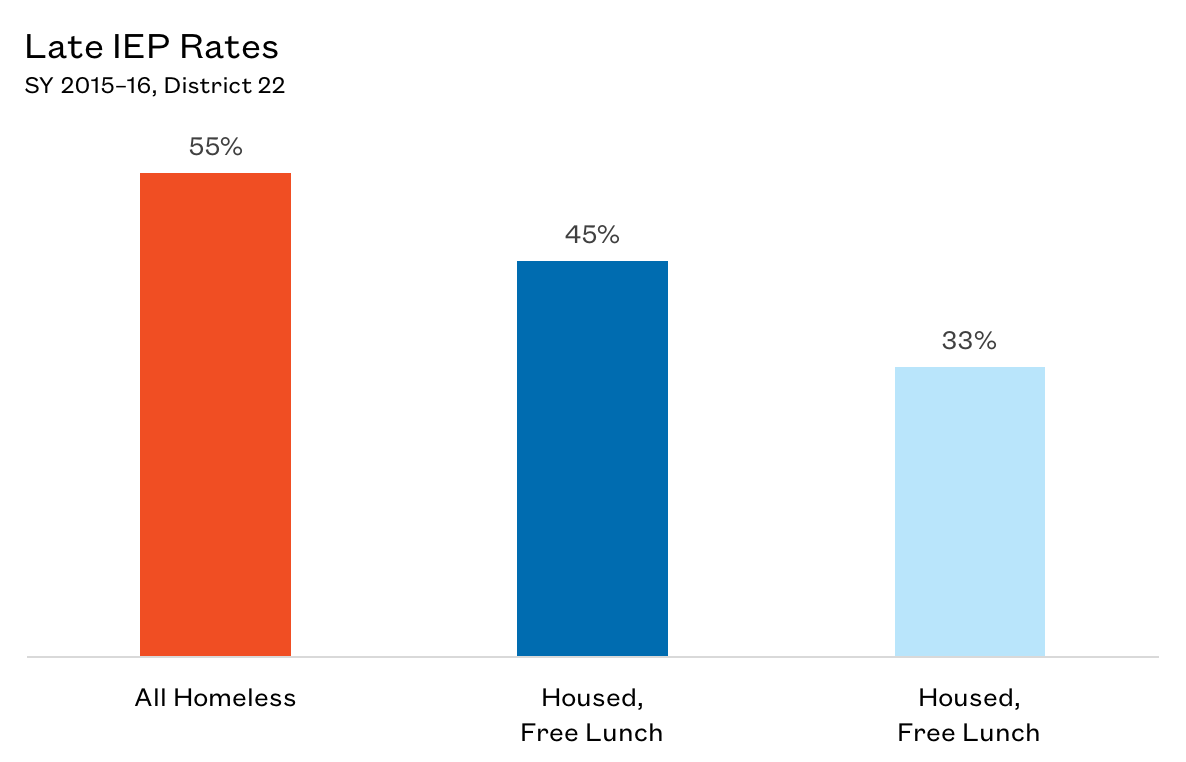 Late IEP Rates
SY 2015–16, District 22
55%
45%
33%
All Homeless
Housed,
Free Lunch
Housed,
Free Lunch